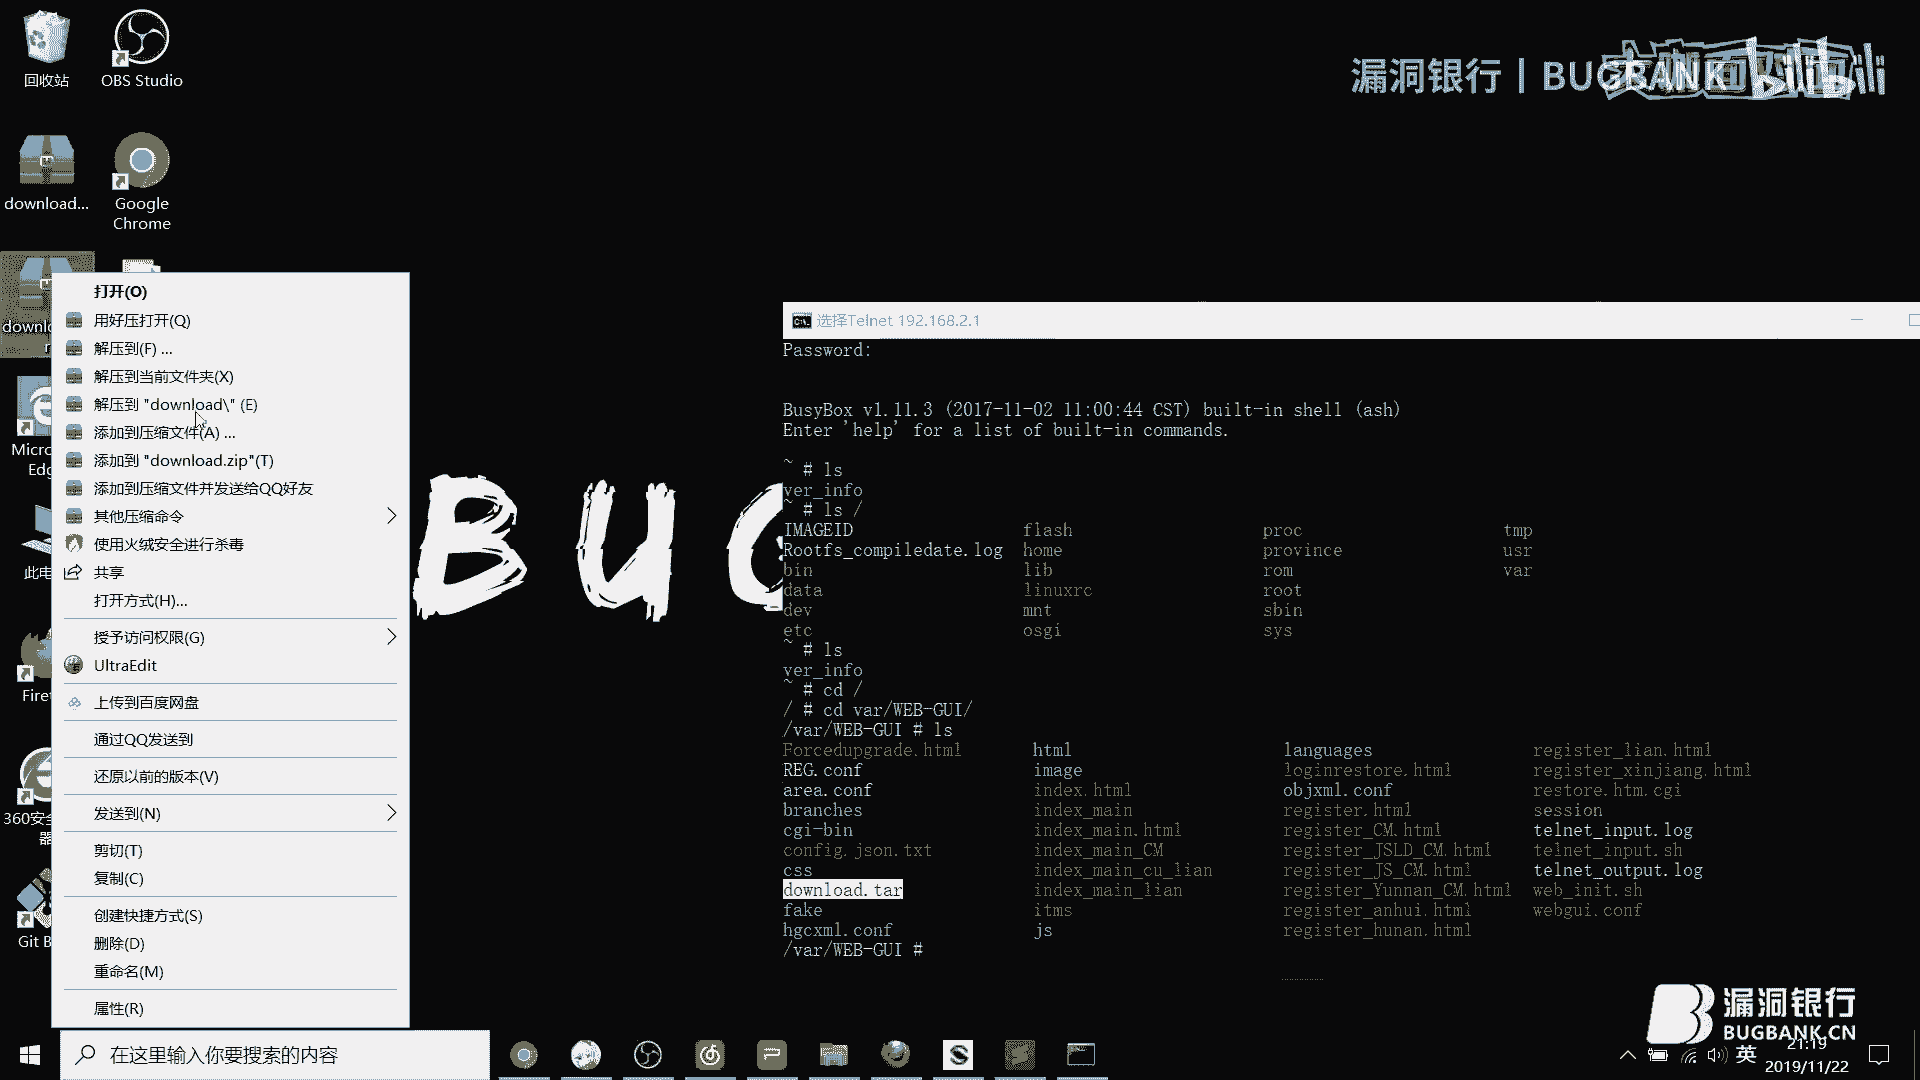 回收站
OBS Studio
漏洞银行 | BUGBANK
bilibili
download...
Google
Chrome
打开(O)
用好压打开(Q)
解压到(F) ...
解压到当前文件夹(X)
解压到 "download\" (E)
添加到压缩文件(A) ...
添加到 "download.zip"(T)
添加到压缩文件并发送给QQ好友
其他压缩命令
使用火绒安全进行杀毒
共享
打开方式(H)...
授予访问权限(G)
UltraEdit
上传到百度网盘
通过QQ发送到
还原以前的版本(V)
发送到(N)
剪切(T)
复制(C)
创建快捷方式(S)
删除(D)
重命名(M)
属性(R)
BU
选择Telnet 192.168.2.1
Password:
BusyBox v1.11.3 (2017-11-02 11:00:44 CST) built-in shell (ash)
Enter 'help' for a list of built-in commands.
~ # ls
ver_info
~ # ls /
IMAGEID flash proc tmp
Rootfs_compiledate.log home province usr
bin lib rom var
data linuxrc root
dev mnt sbin
etc osgi sys
~ # ls
ver_info
~ # cd /
/ # cd var/WEB-GUI/
/var/WEB-GUI # ls
Forcedupgrade.html html languages register_lian.html
REG.conf image loginrestore.html register_xinjiang.html
area.conf index.html objxml.conf restore.htm.cgi
branches index_main register.html session
cgi-bin index_main.html register_CM.html telnet_input.log
config.json.txt index_main_CM register_JSLD_CM.html telnet_input.sh
css index_main_cu_lian register_JS_CM.html telnet_output.log
download.tar index_main_lian register_Yunnan_CM.html web_init.sh
fake itms register_anhui.html webgui.conf
hgcxml.conf js register_hunan.html
/var/WEB-GUI #
漏洞银行
BUGBANK.CN
在这里输入你要搜索的内容
英
21:19
2019/11/22